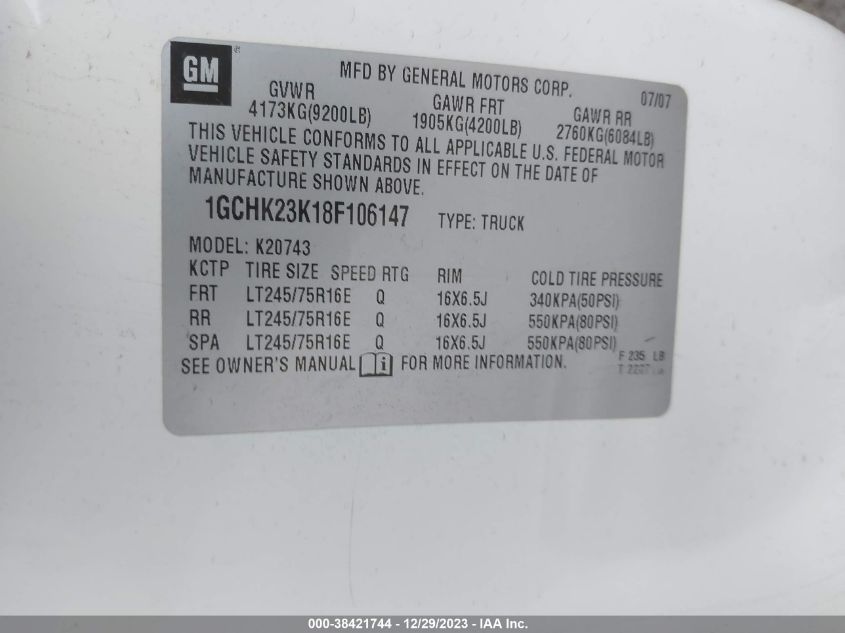 GM ®
MFD BY GENERAL MOTORS CORP. 07/07
GVWR GAWR FRT GAWR RR
4173KG(9200LB) 1905KG(4200LB) 2760KG(6084LB)
THIS VEHICLE CONFORMS TO ALL APPLICABLE U.S. FEDERAL MOTOR
VEHICLE SAFETY STANDARDS IN EFFECT ON THE DATE OF
MANUFACTURE SHOWN ABOVE.
1GCHK23K18F106147 TYPE: TRUCK
MODEL: K20743
KCTP TIRE SIZE SPEED RTG RIM COLD TIRE PRESSURE
FRT LT245/75R16E Q 16X6.5J 340KPA(50PSI)
RR LT245/75R16E Q 16X6.5J 550KPA(80PSI)
SPA LT245/75R16E Q 16X6.5J 550KPA(80PSI)
SEE OWNER'S MANUAL i FOR MORE INFORMATION.
F 235 LB
T
000-38421744 - 12/29/2023 - IAA Inc.